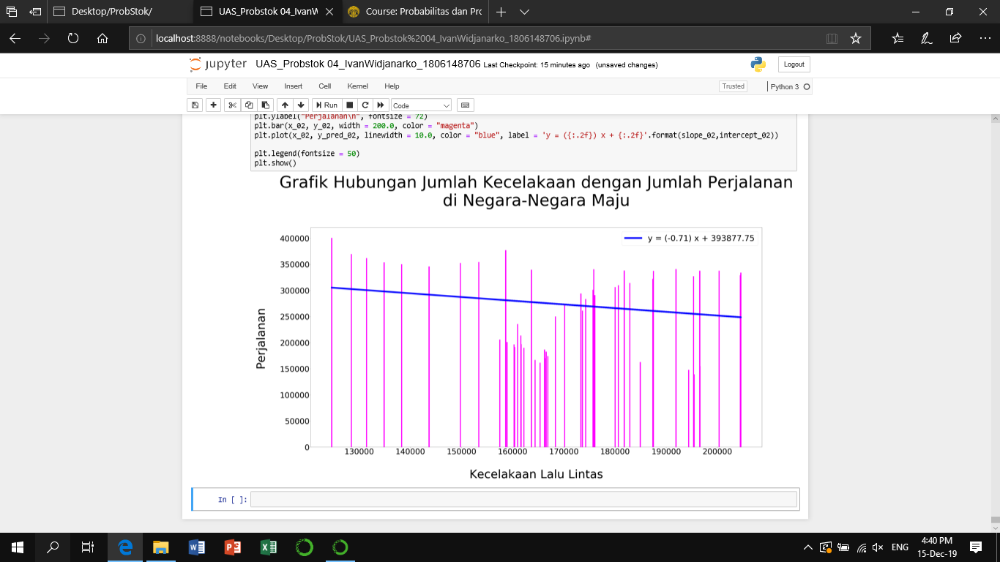 Desktop/ProbStok/
UAS_Probstok 04_IvanW
Course: Probabilitas dan Pro
localhost:8888/notebooks/Desktop/ProbStok/UAS_Probstok%2004_IvanWidjanarko_1806148706.ipynb#
jupyter UAS_Probstok 04_IvanWidjanarko_1806148706 Last Checkpoint: 15 minutes ago (unsaved changes)
Logout
File Edit View Insert Cell Kernel Help
Trusted
Python 3
Run
Code
plt.ylabel("Perjalanan\n", fontsize = 72)
plt.bar(x_02, y_02, width = 200.0, color = "magenta")
plt.plot(x_02, y_pred_02, linewidth = 10.0, color = "blue", label = 'y = ({:.2f}) x + {:.2f}'.format(slope_02,intercept_02))
plt.legend(fontsize = 50)
plt.show()
Grafik Hubungan Jumlah Kecelakaan dengan Jumlah Perjalanan
di Negara-Negara Maju
y = (-0.71) x + 393877.75
400000
350000
300000
250000
200000
150000
100000
50000
0
Perjalanan
130000 140000 150000 160000 170000 180000 190000 200000
Kecelakaan Lalu Lintas
In [ ]:
ENG
4:40 PM
15-Dec-19